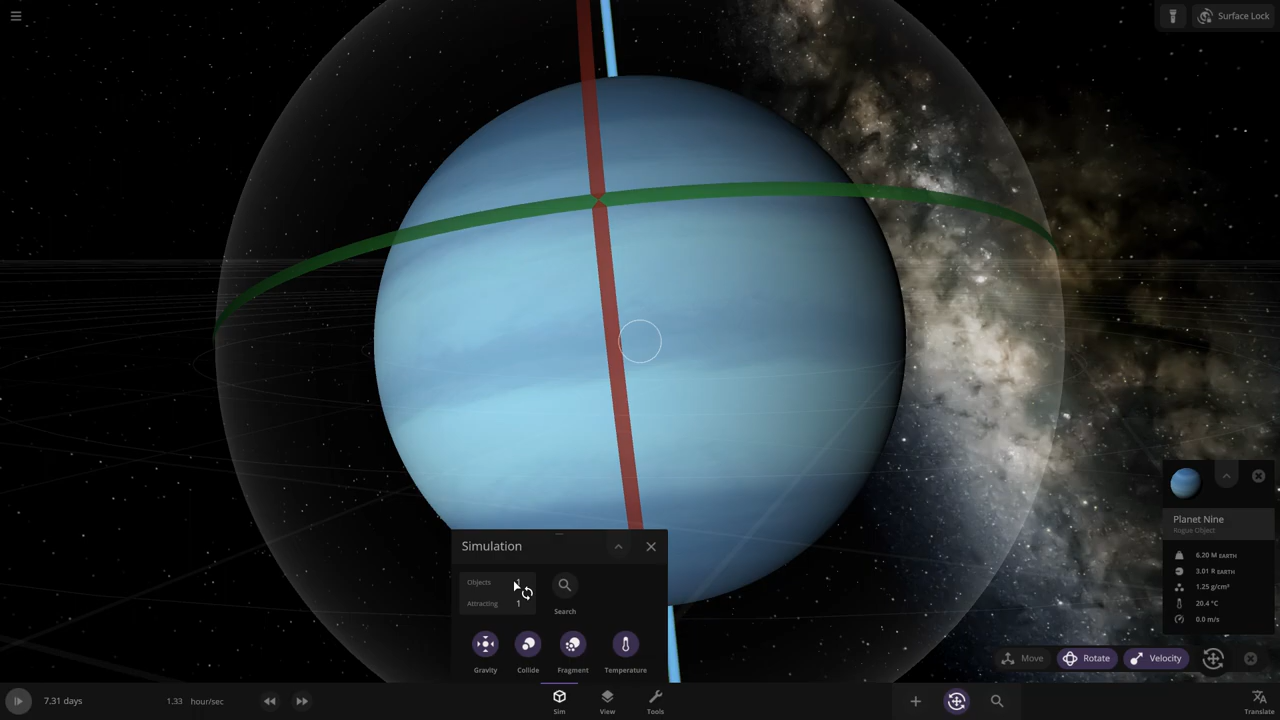 Surface Lock
Simulation
Objects 1
Attracting 1
Search
Gravity
Collide
Fragment
Temperature
Planet Nine
Rogue Object
6.20 M EARTH
3.01 R EARTH
1.25 g/cm³
20.4 °C
0.0 m/s
Move
Rotate
Velocity
7.31 days
1.33 hour/sec
Sim
View
Tools
Translate